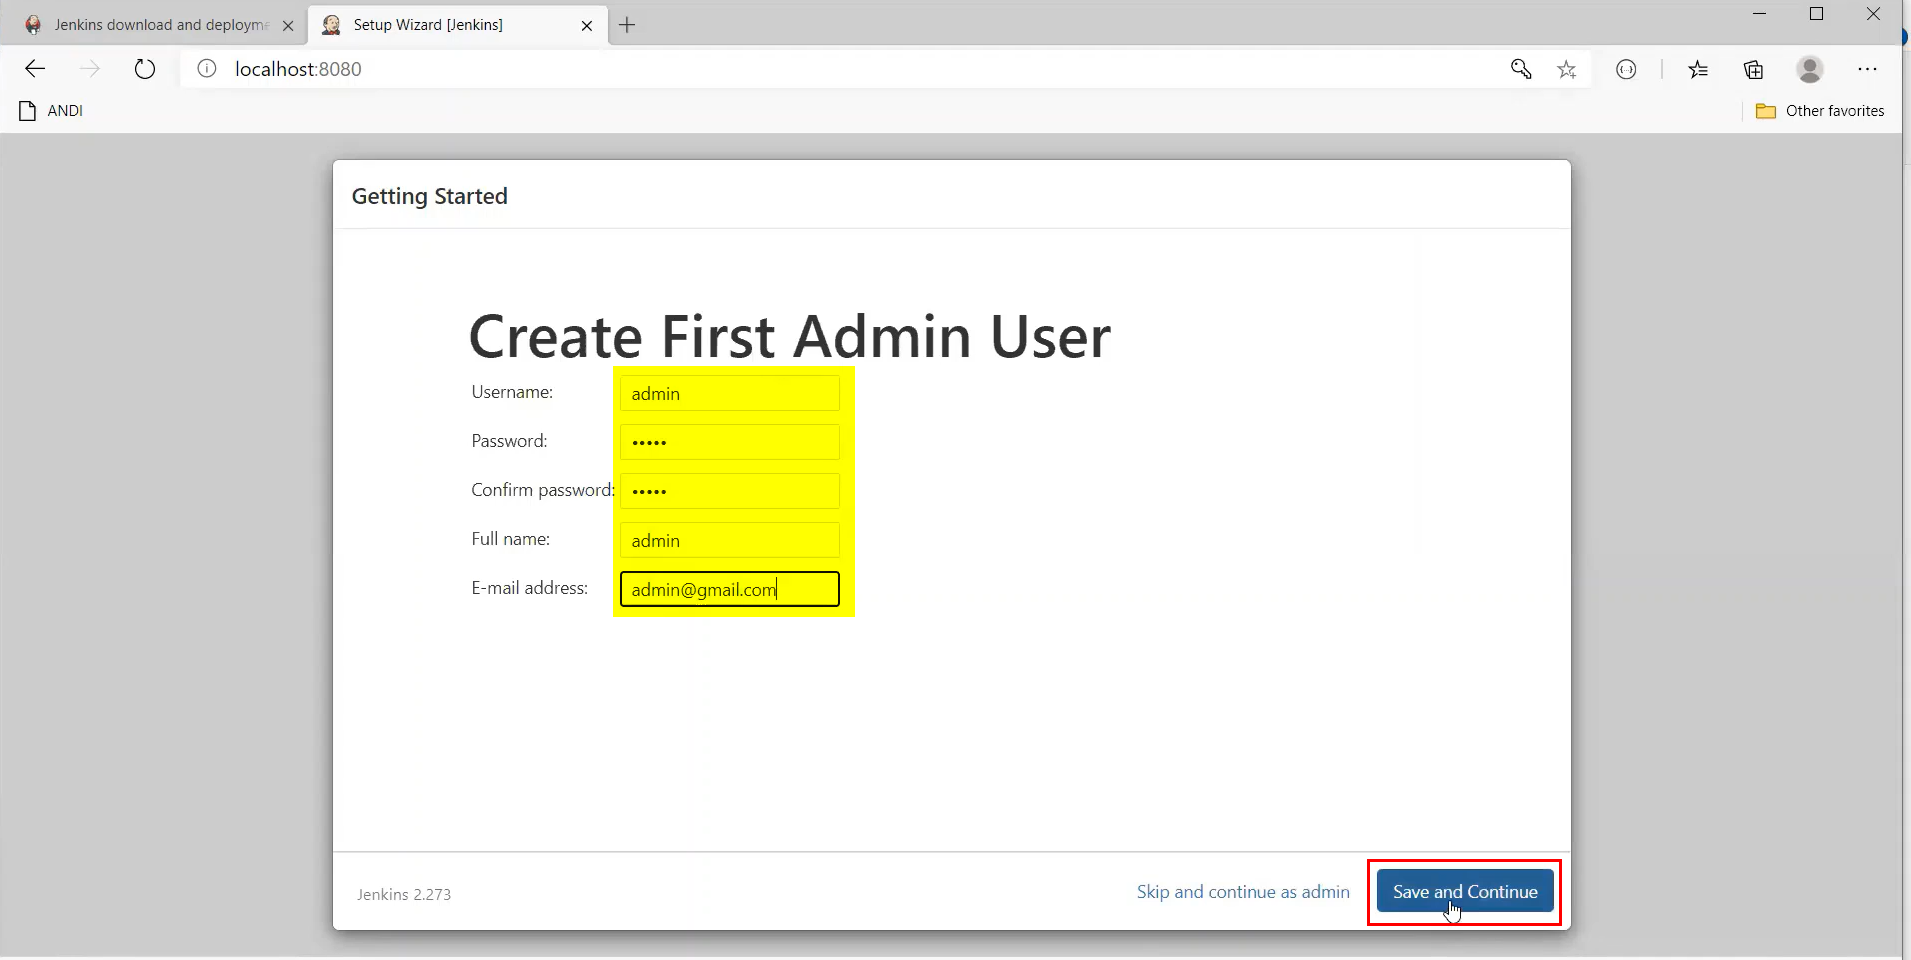 Jenkins download and deployme
Setup Wizard [Jenkins]
localhost:8080
ANDI
Other favorites
Getting Started
Create First Admin User
Username: admin
Password: •••••
Confirm password: •••••
Full name: admin
E-mail address: admin@gmail.com
Jenkins 2.273
Skip and continue as admin
Save and Continue